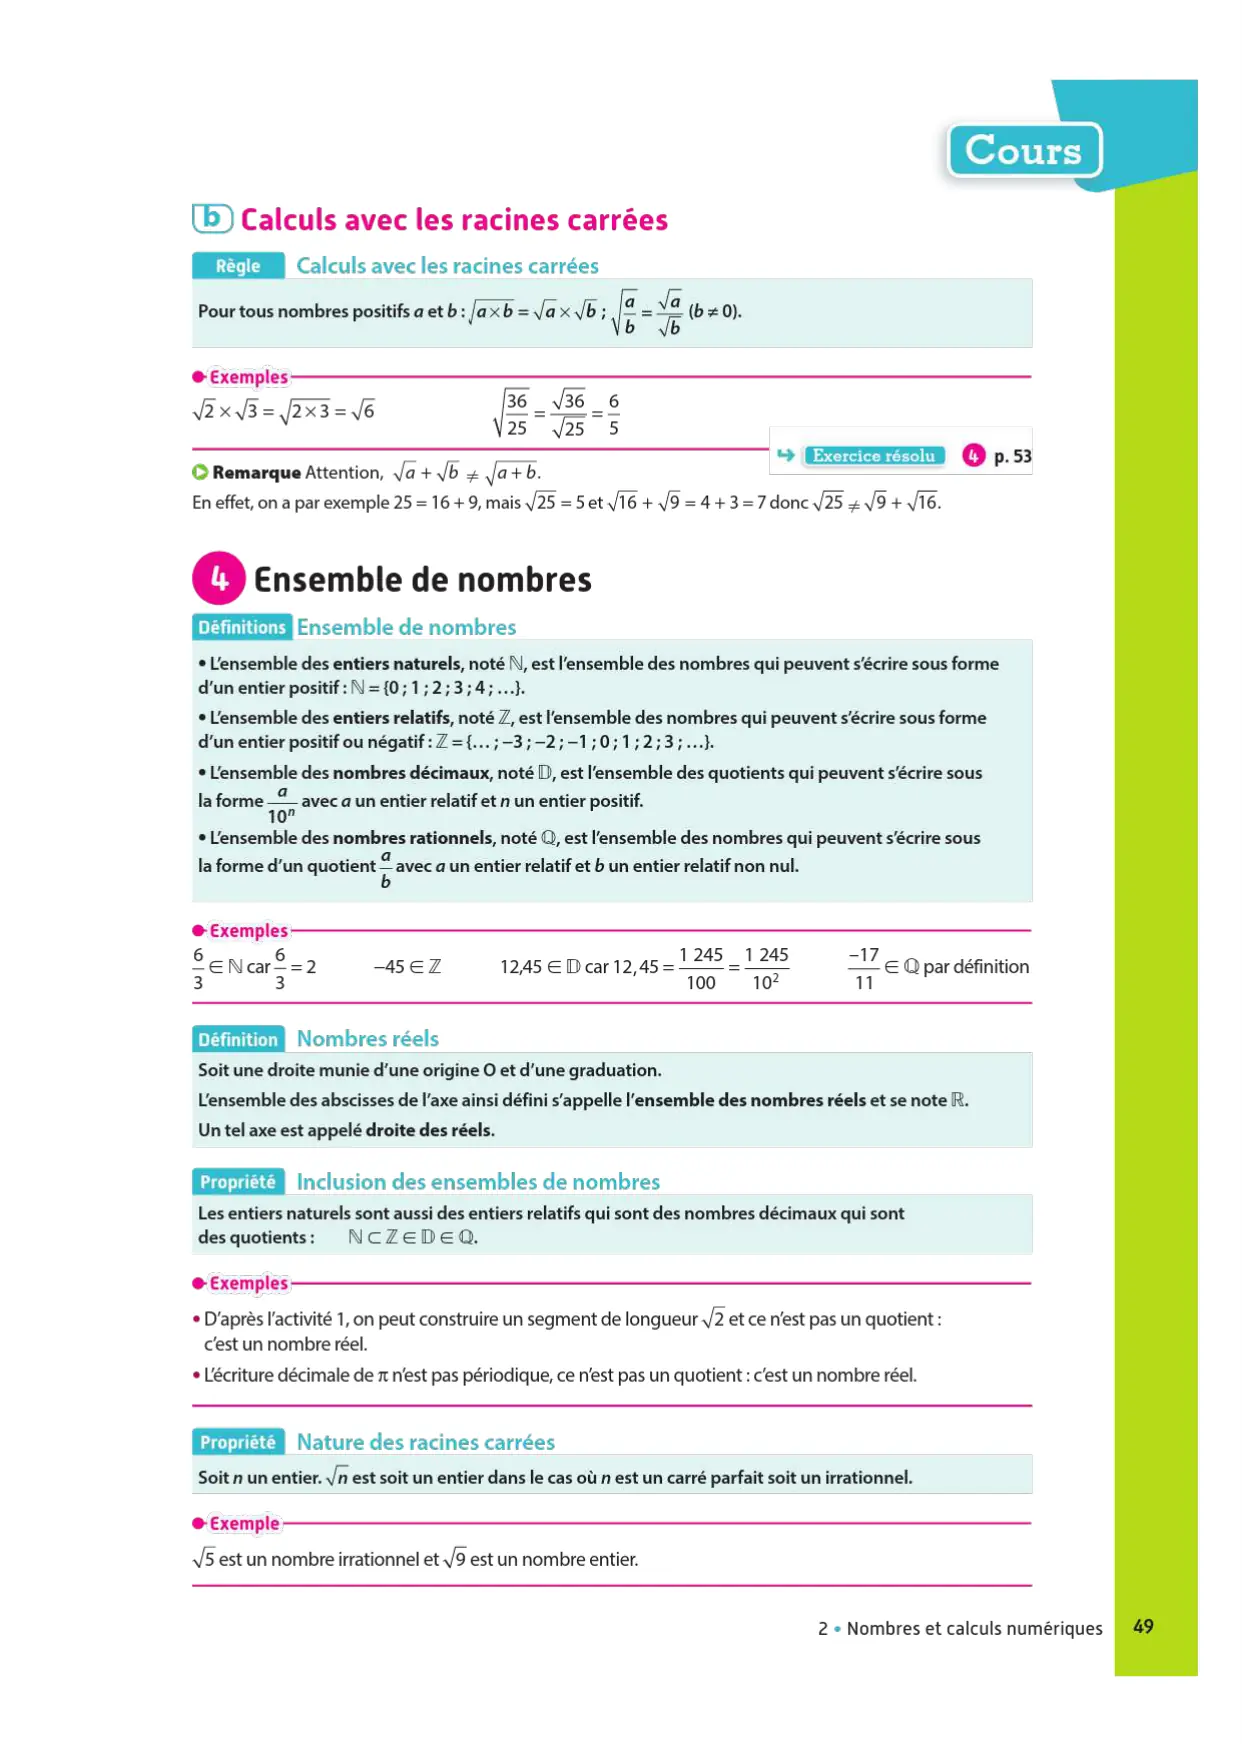 Cours
b Calculs avec les racines carrées
Règle Calculs avec les racines carrées
Pour tous nombres positifs a et b : √(a×b) = √a × √b ; √(a/b) = √a/√b (b ≠ 0).
Exemples
√2 × √3 = √(2×3) = √6 √(36/25) = √36/√25 = 6/5
↪ Exercice résolu 4 p. 53
Remarque Attention, √a + √b ≠ √(a + b).
En effet, on a par exemple 25 = 16 + 9, mais √25 = 5 et √16 + √9 = 4 + 3 = 7 donc √25 ≠ √9 + √16.
4 Ensemble de nombres
Définitions Ensemble de nombres
• L’ensemble des entiers naturels, noté ℕ, est l’ensemble des nombres qui peuvent s’écrire sous forme
d’un entier positif : ℕ = {0 ; 1 ; 2 ; 3 ; 4 ; …}.
• L’ensemble des entiers relatifs, noté ℤ, est l’ensemble des nombres qui peuvent s’écrire sous forme
d’un entier positif ou négatif : ℤ = {… ; −3 ; −2 ; −1 ; 0 ; 1 ; 2 ; 3 ; …}.
• L’ensemble des nombres décimaux, noté 𝔻, est l’ensemble des quotients qui peuvent s’écrire sous
la forme a/10ⁿ avec a un entier relatif et n un entier positif.
• L’ensemble des nombres rationnels, noté ℚ, est l’ensemble des nombres qui peuvent s’écrire sous
la forme d’un quotient a/b avec a un entier relatif et b un entier relatif non nul.
Exemples
6/3 ∈ ℕ car 6/3 = 2 −45 ∈ ℤ 12,45 ∈ 𝔻 car 12,45 = 1 245/100 = 1 245/10² −17/11 ∈ ℚ par définition
Définition Nombres réels
Soit une droite munie d’une origine O et d’une graduation.
L’ensemble des abscisses de l’axe ainsi défini s’appelle l’ensemble des nombres réels et se note ℝ.
Un tel axe est appelé droite des réels.
Propriété Inclusion des ensembles de nombres
Les entiers naturels sont aussi des entiers relatifs qui sont des nombres décimaux qui sont
des quotients : ℕ ⊂ ℤ ∈ 𝔻 ∈ ℚ.
Exemples
• D’après l’activité 1, on peut construire un segment de longueur √2 et ce n’est pas un quotient :
c’est un nombre réel.
• L’écriture décimale de π n’est pas périodique, ce n’est pas un quotient : c’est un nombre réel.
Propriété Nature des racines carrées
Soit n un entier. √n est soit un entier dans le cas où n est un carré parfait soit un irrationnel.
Exemple
√5 est un nombre irrationnel et √9 est un nombre entier.
2 • Nombres et calculs numériques 49